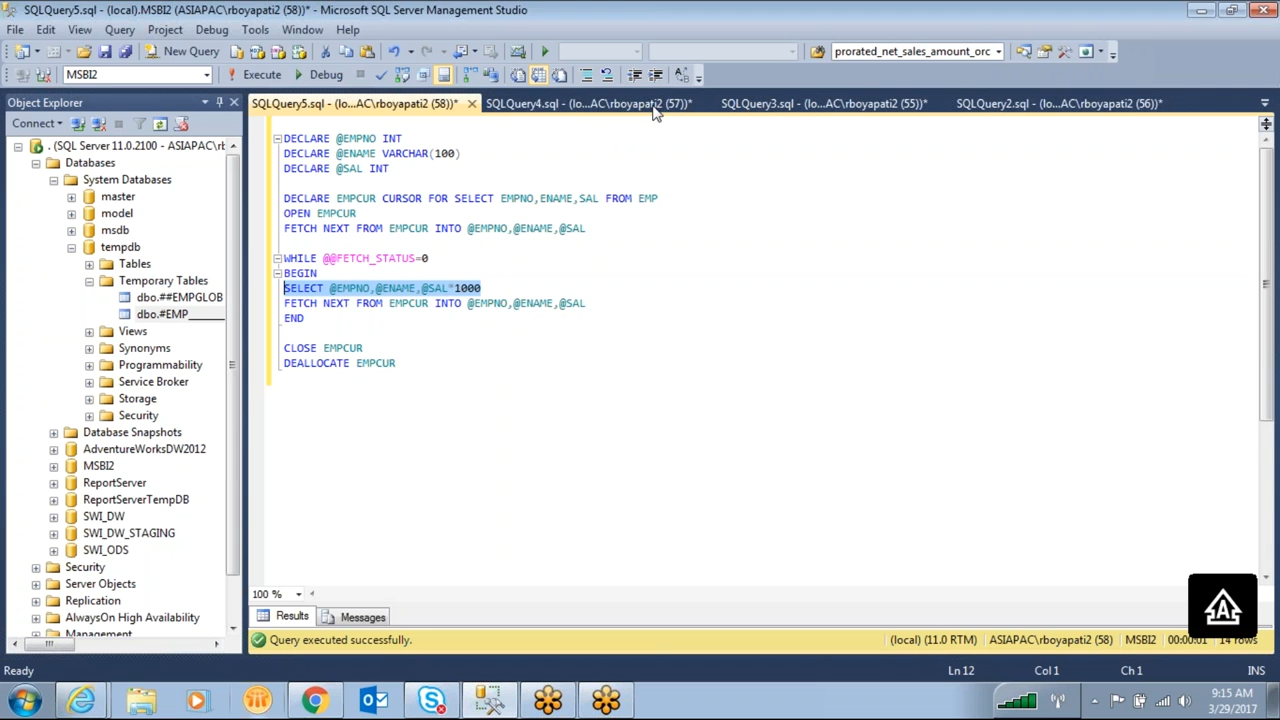 SQLQuery5.sql - (local).MSBI2 (ASIAPAC\rboyapati2 (58))* - Microsoft SQL Server Management Studio
File Edit View Query Project Debug Tools Window Help
New Query prorated_net_sales_amount_orc
MSBI2 Execute Debug
Object Explorer
SQLQuery5.sql - (lo...AC\rboyapati2 (58))* SQLQuery4.sql - (lo...AC\rboyapati2 (57))* SQLQuery3.sql - (lo...AC\rboyapati2 (55))* SQLQuery2.sql - (lo...AC\rboyapati2 (56))*
Connect
. (SQL Server 11.0.2100 - ASIAPAC\rb
Databases
System Databases
master
model
msdb
tempdb
Tables
Temporary Tables
dbo.##EMPGLOB
dbo.#EMP______
Views
Synonyms
Programmability
Service Broker
Storage
Security
Database Snapshots
AdventureWorksDW2012
MSBI2
ReportServer
ReportServerTempDB
SWI_DW
SWI_DW_STAGING
SWI_ODS
Security
Server Objects
Replication
AlwaysOn High Availability
Management
DECLARE @EMPNO INT
DECLARE @ENAME VARCHAR(100)
DECLARE @SAL INT
DECLARE EMPCUR CURSOR FOR SELECT EMPNO,ENAME,SAL FROM EMP
OPEN EMPCUR
FETCH NEXT FROM EMPCUR INTO @EMPNO,@ENAME,@SAL
WHILE @@FETCH_STATUS=0
BEGIN
SELECT @EMPNO,@ENAME,@SAL*1000
FETCH NEXT FROM EMPCUR INTO @EMPNO,@ENAME,@SAL
END
CLOSE EMPCUR
DEALLOCATE EMPCUR
100 %
Results Messages
Query executed successfully. (local) (11.0 RTM) ASIAPAC\rboyapati2 (58) MSBI2 00:00:01 14 rows
Ready Ln 12 Col 1 Ch 1 INS
9:15 AM
3/29/2017